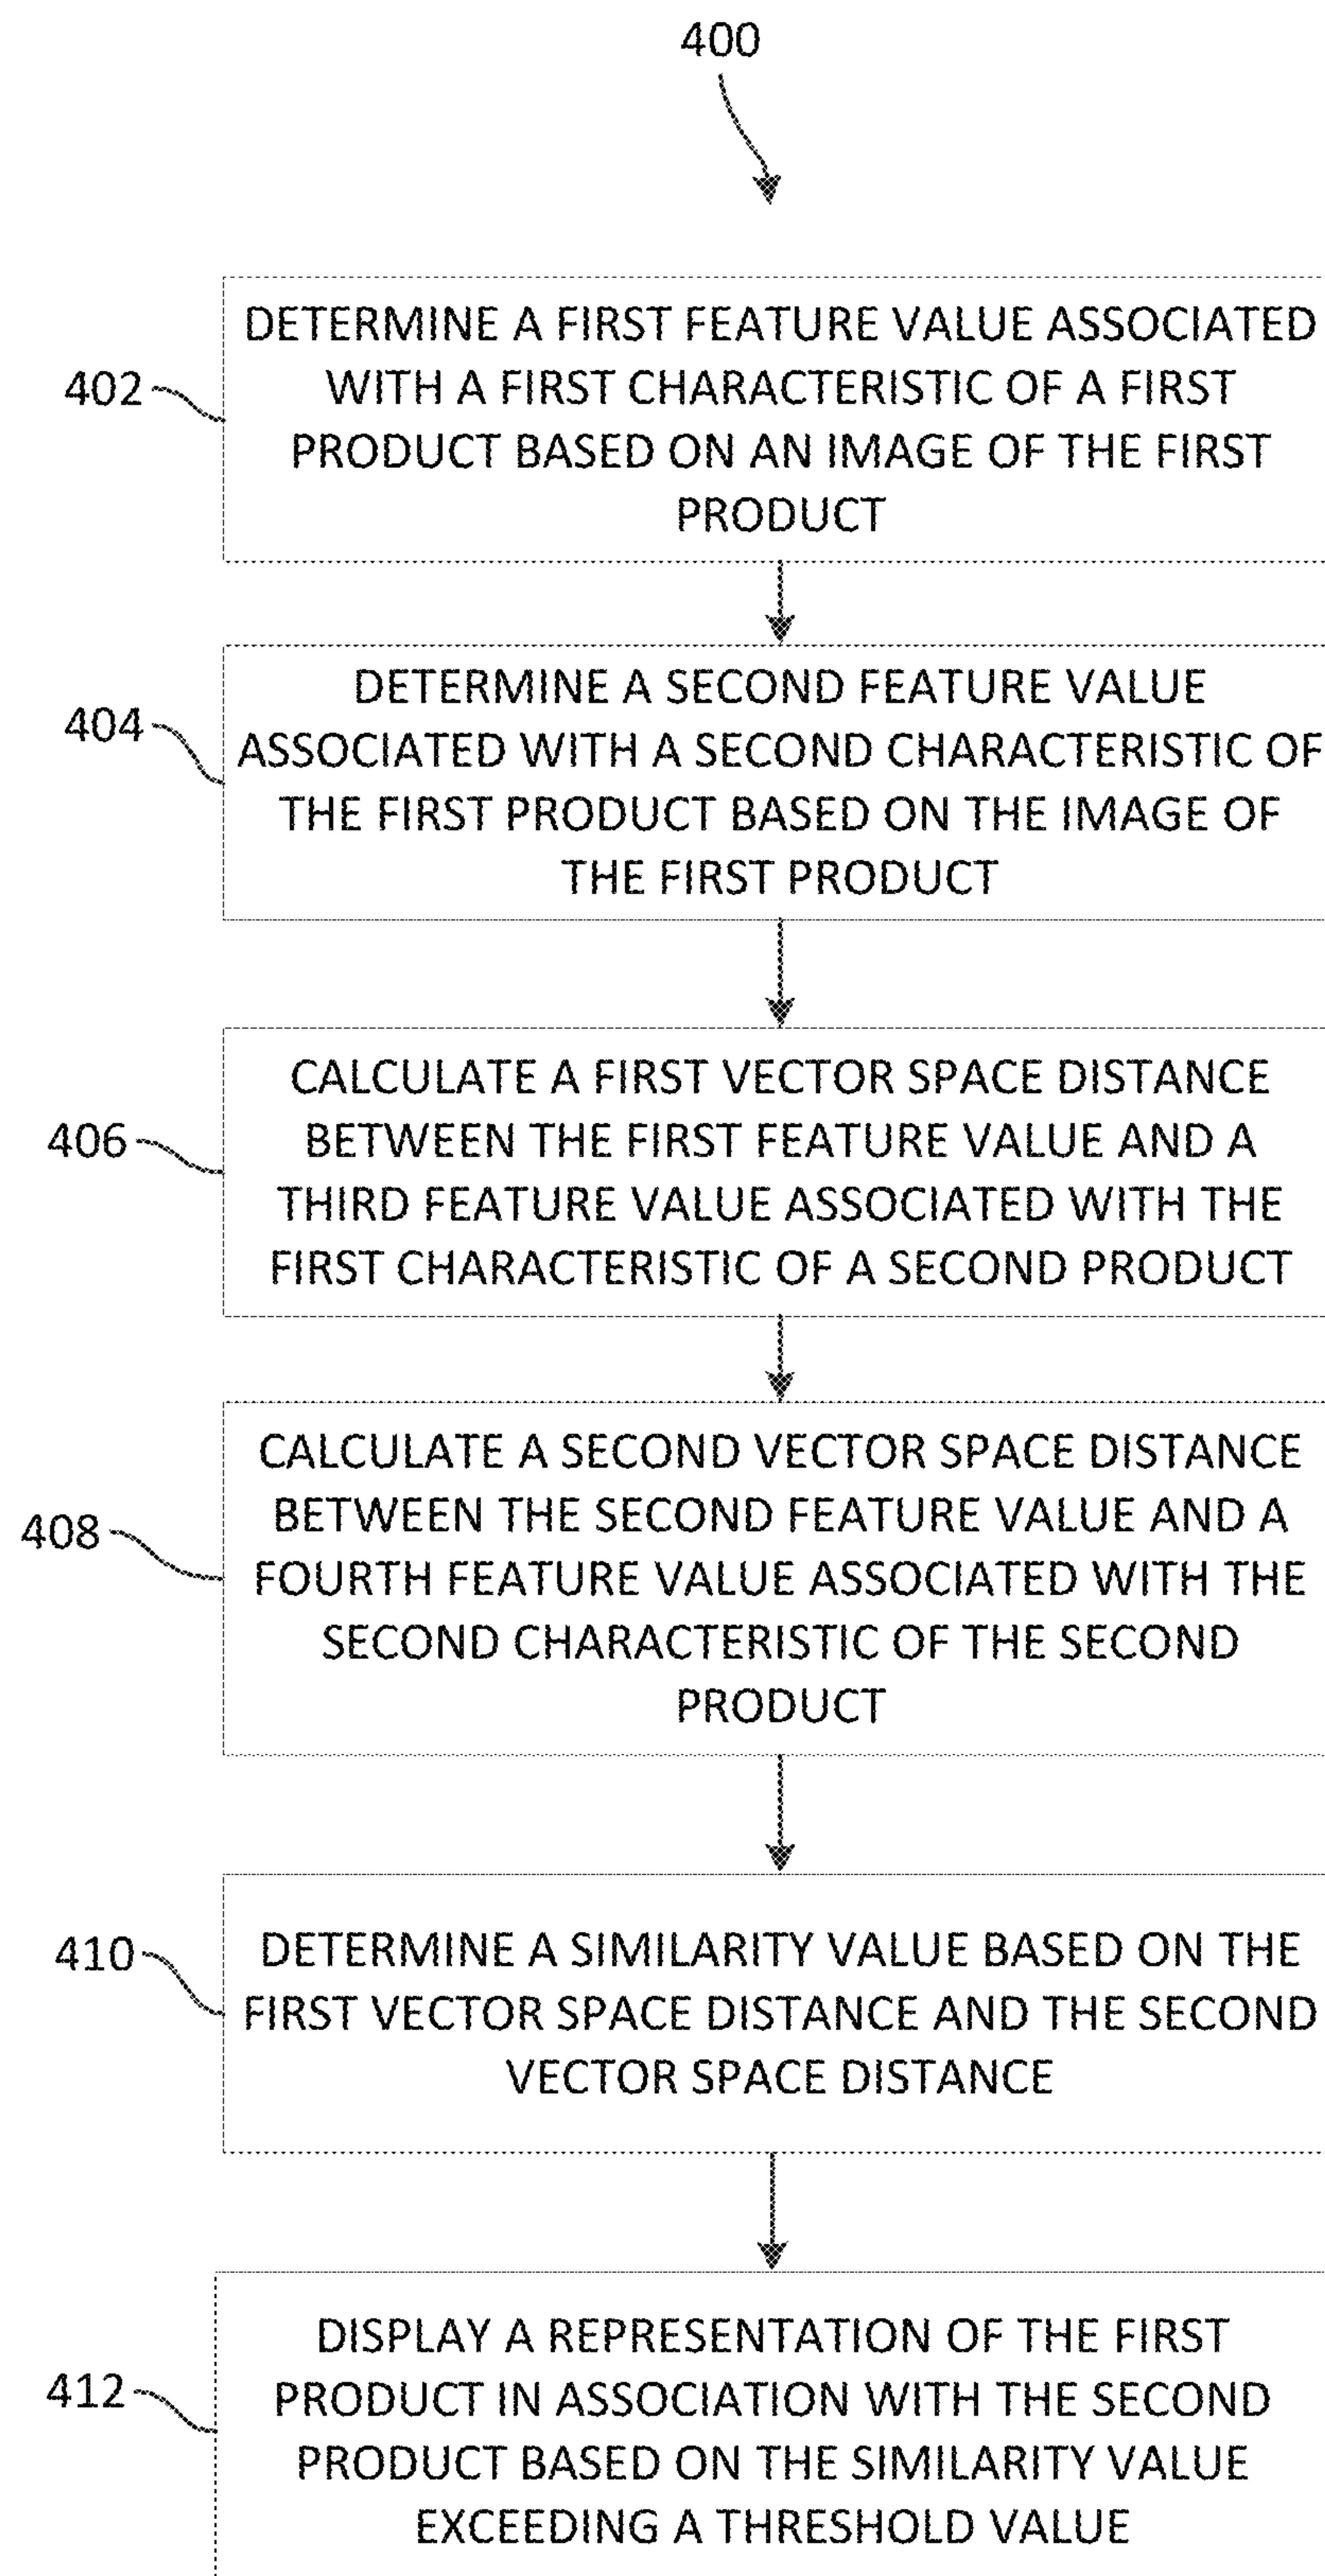 400
402
DETERMINE A FIRST FEATURE VALUE ASSOCIATED
WITH A FIRST CHARACTERISTIC OF A FIRST
PRODUCT BASED ON AN IMAGE OF THE FIRST
PRODUCT
404
DETERMINE A SECOND FEATURE VALUE
ASSOCIATED WITH A SECOND CHARACTERISTIC OF
THE FIRST PRODUCT BASED ON THE IMAGE OF
THE FIRST PRODUCT
406
CALCULATE A FIRST VECTOR SPACE DISTANCE
BETWEEN THE FIRST FEATURE VALUE AND A
THIRD FEATURE VALUE ASSOCIATED WITH THE
FIRST CHARACTERISTIC OF A SECOND PRODUCT
408
CALCULATE A SECOND VECTOR SPACE DISTANCE
BETWEEN THE SECOND FEATURE VALUE AND A
FOURTH FEATURE VALUE ASSOCIATED WITH THE
SECOND CHARACTERISTIC OF THE SECOND
PRODUCT
410
DETERMINE A SIMILARITY VALUE BASED ON THE
FIRST VECTOR SPACE DISTANCE AND THE SECOND
VECTOR SPACE DISTANCE
412
DISPLAY A REPRESENTATION OF THE FIRST
PRODUCT IN ASSOCIATION WITH THE SECOND
PRODUCT BASED ON THE SIMILARITY VALUE
EXCEEDING A THRESHOLD VALUE